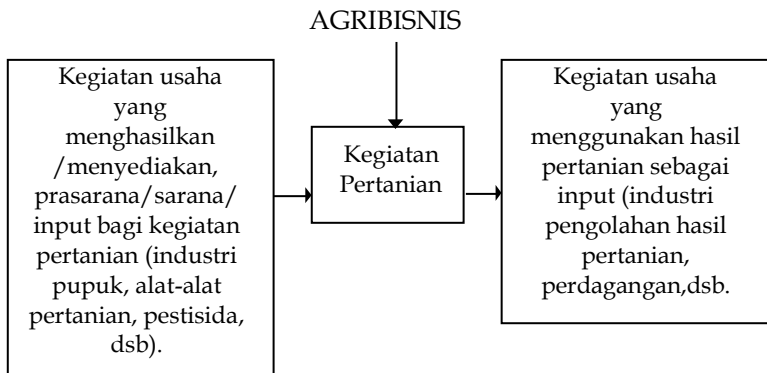 AGRIBISNIS
Kegiatan usaha
yang
menghasilkan
/menyediakan,
prasarana/sarana/
input bagi kegiatan
pertanian (industri
pupuk, alat-alat
pertanian, pestisida,
dsb).
Kegiatan
Pertanian
Kegiatan usaha
yang
menggunakan hasil
pertanian sebagai
input (industri
pengolahan hasil
pertanian,
perdagangan,dsb.